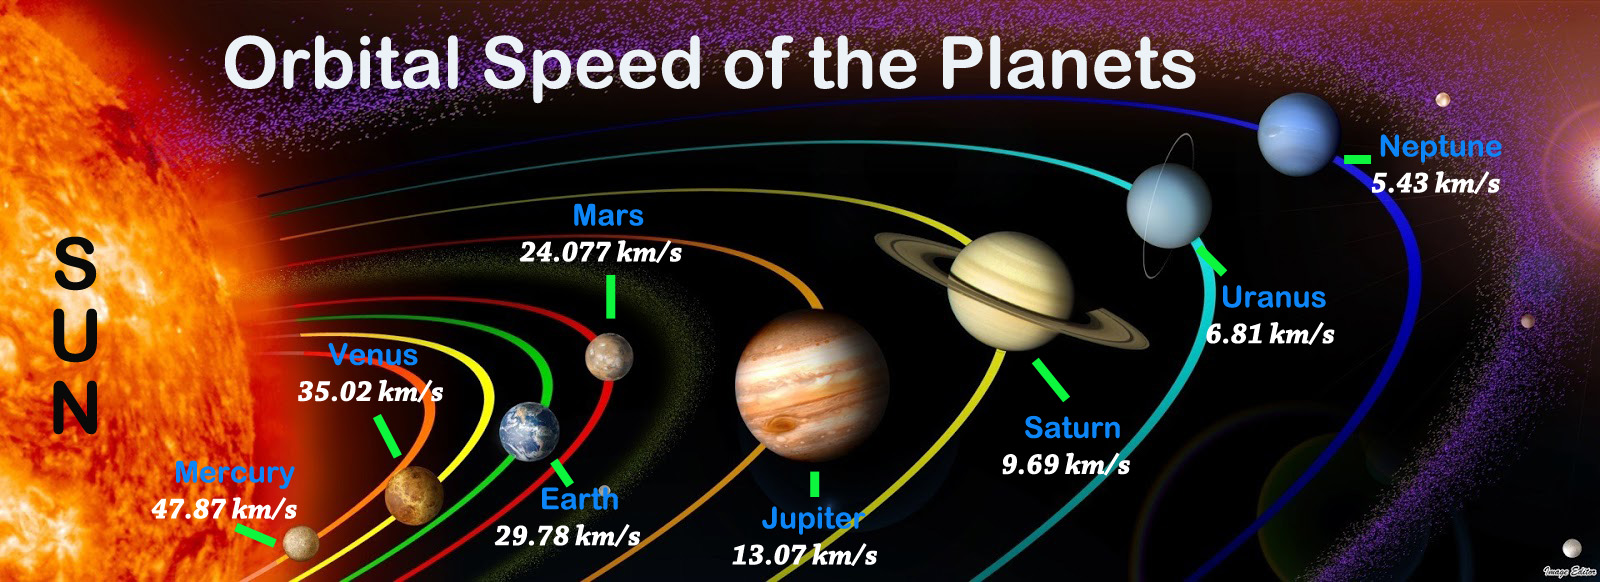 Orbital Speed of the Planets
Neptune
5.43 km/s
Mars
24.077 km/s
S
U
N
Uranus
6.81 km/s
Venus
35.02 km/s
Saturn
9.69 km/s
Mercury
47.87 km/s
Earth
29.78 km/s
Jupiter
13.07 km/s
Image Editor